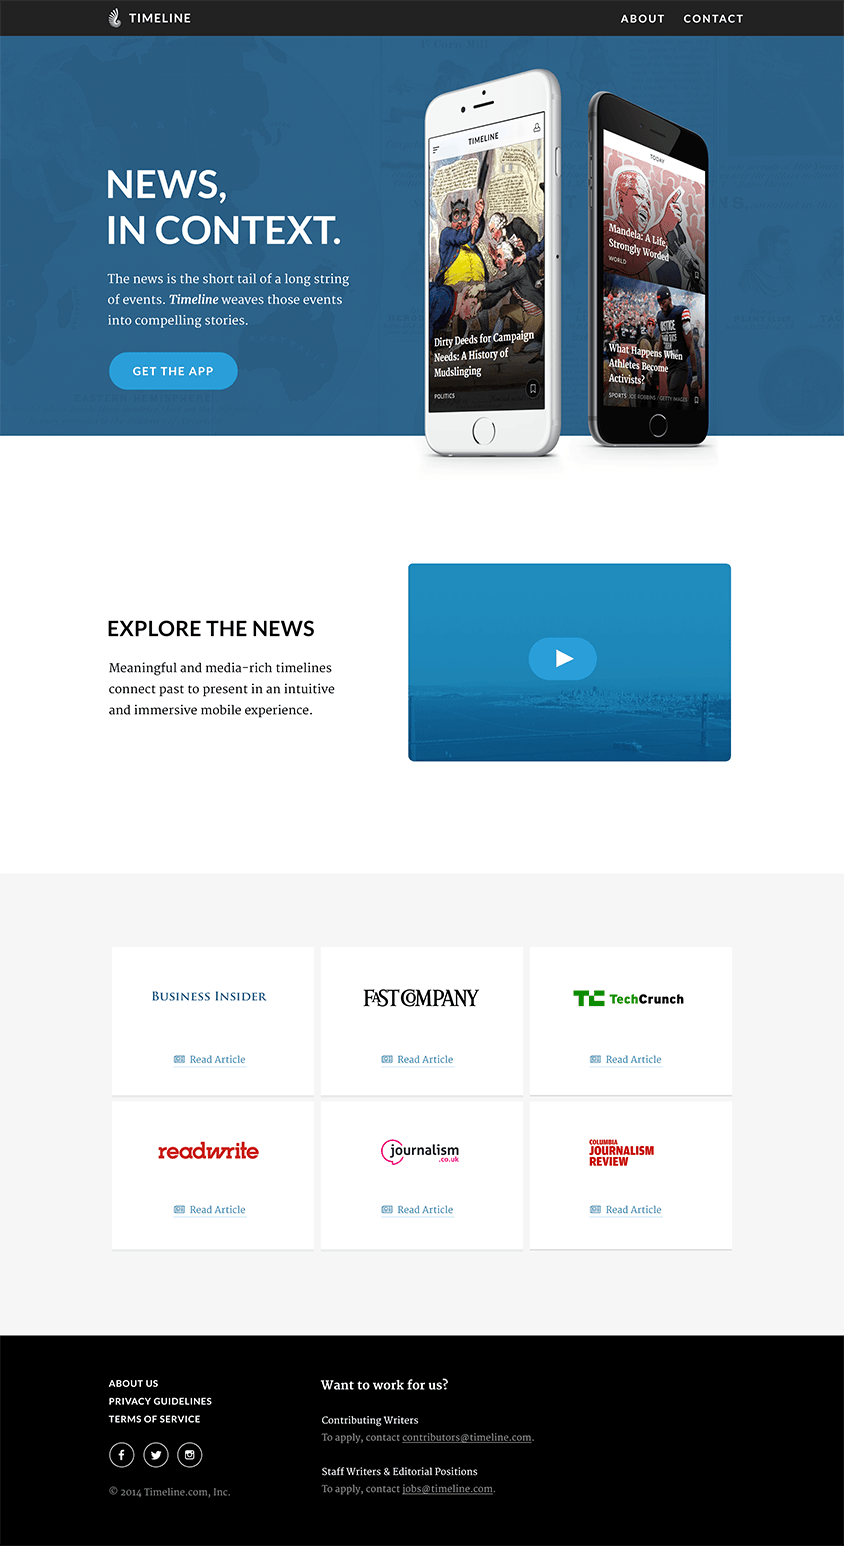 TIMELINE
ABOUT CONTACT
NEWS,
IN CONTEXT.
The news is the short tail of a long string
of events. Timeline weaves those events
into compelling stories.
GET THE APP
TIMELINE
Dirty Deeds for Campaign
Needs: A History of
Mudslinging
POLITICS
TODAY
Mandela: A Life,
Strongly Worded
WORLD
JUSTICE
What Happens When
Athletes Become
Activists?
SPORTS JOE ROBBINS / GETTY IMAGES
EXPLORE THE NEWS
Meaningful and media-rich timelines
connect past to present in an intuitive
and immersive mobile experience.
BUSINESS INSIDER
FAST COMPANY
TC TechCrunch
Read Article
Read Article
Read Article
readwrite
journalism
.co.uk
COLUMBIA
JOURNALISM
REVIEW
Read Article
Read Article
Read Article
ABOUT US
PRIVACY GUIDELINES
TERMS OF SERVICE
© 2014 Timeline.com, Inc.
Want to work for us?
Contributing Writers
To apply, contact contributors@timeline.com.
Staff Writers & Editorial Positions
To apply, contact jobs@timeline.com.